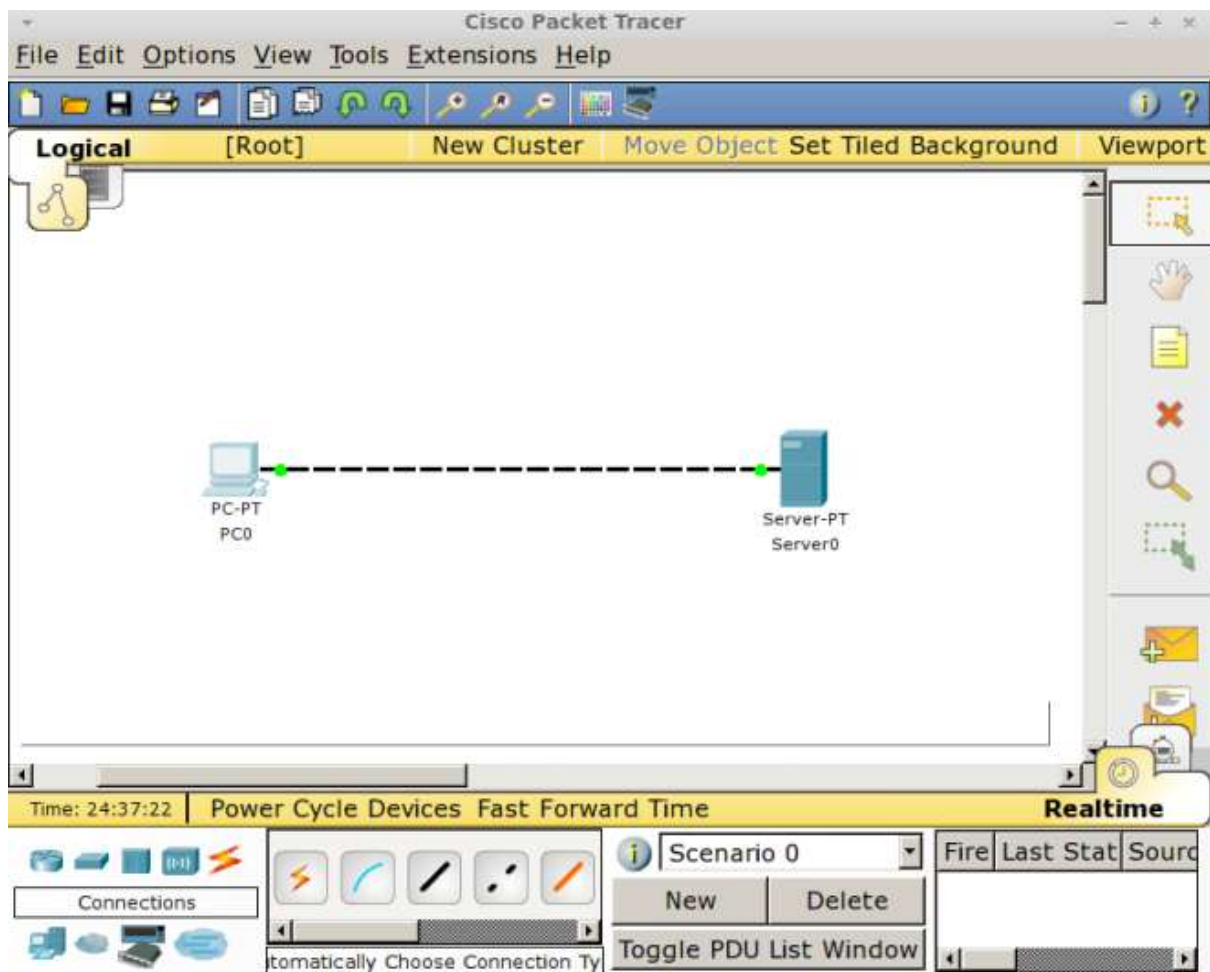 Cisco Packet Tracer
File Edit Options View Tools Extensions Help
Logical [Root] New Cluster Move Object Set Tiled Background Viewport
PC-PT
PC0
Server-PT
Server0
Time: 24:37:22 Power Cycle Devices Fast Forward Time Realtime
Scenario 0 Fire Last Stat Sourc
Connections New Delete
Toggle PDU List Window
tomatically Choose Connection Ty